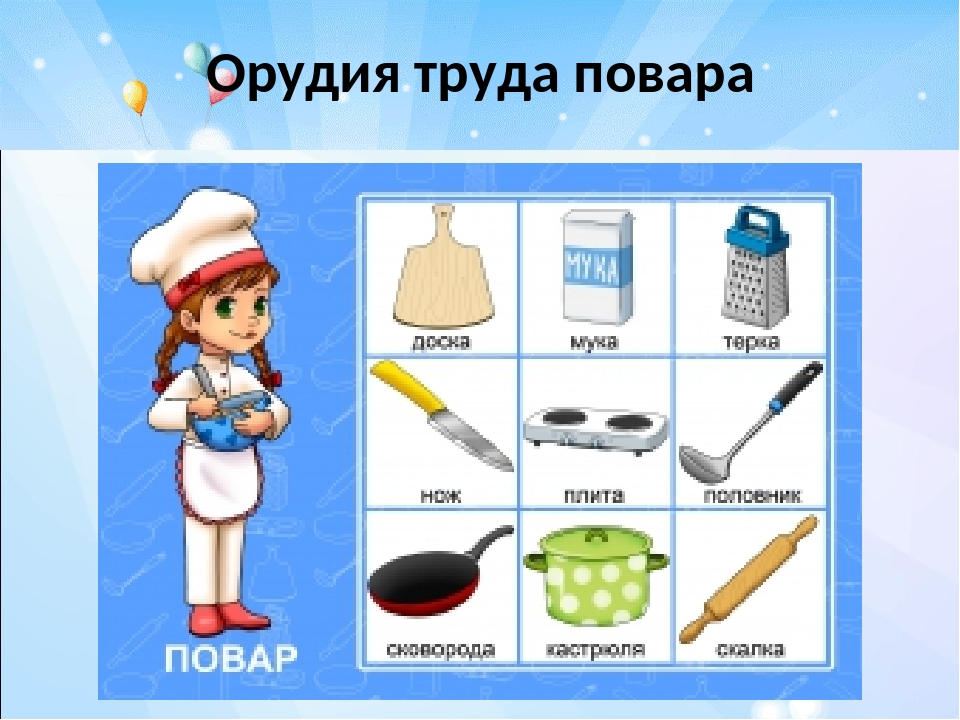 Орудия труда повара
МУКА
доска
мука
терка
нож
плита
половник
сковорода
кастрюля
скалка
ПОВАР